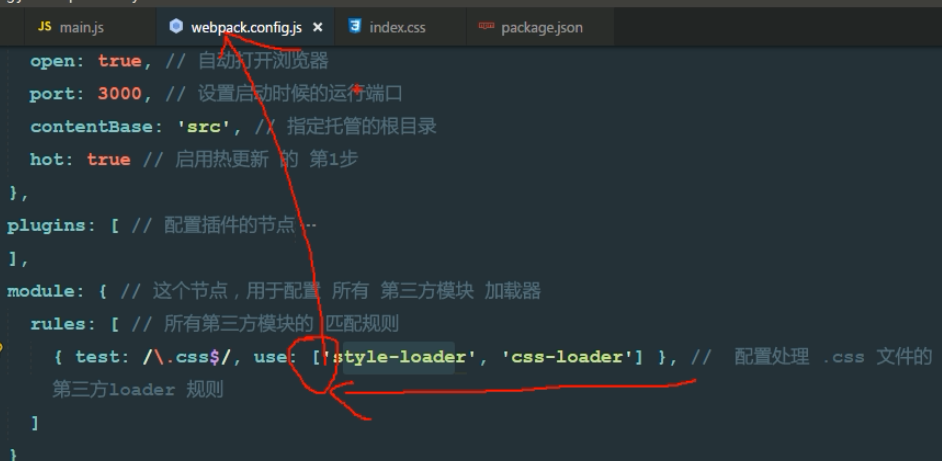 main.js webpack.config.js × index.css package.json
open: true, // 自动打开浏览器
port: 3000, // 设置启动时候的运行端口
contentBase: 'src', // 指定托管的根目录
hot: true // 启用热更新 的 第1步
},
plugins: [ // 配置插件的节点 …
],
module: { // 这个节点，用于配置 所有 第三方模块 加载器
rules: [ // 所有第三方模块的 匹配规则
{ test: /\.css$/, use: ['style-loader', 'css-loader'] }, // 配置处理 .css 文件的
第三方loader 规则
]
}